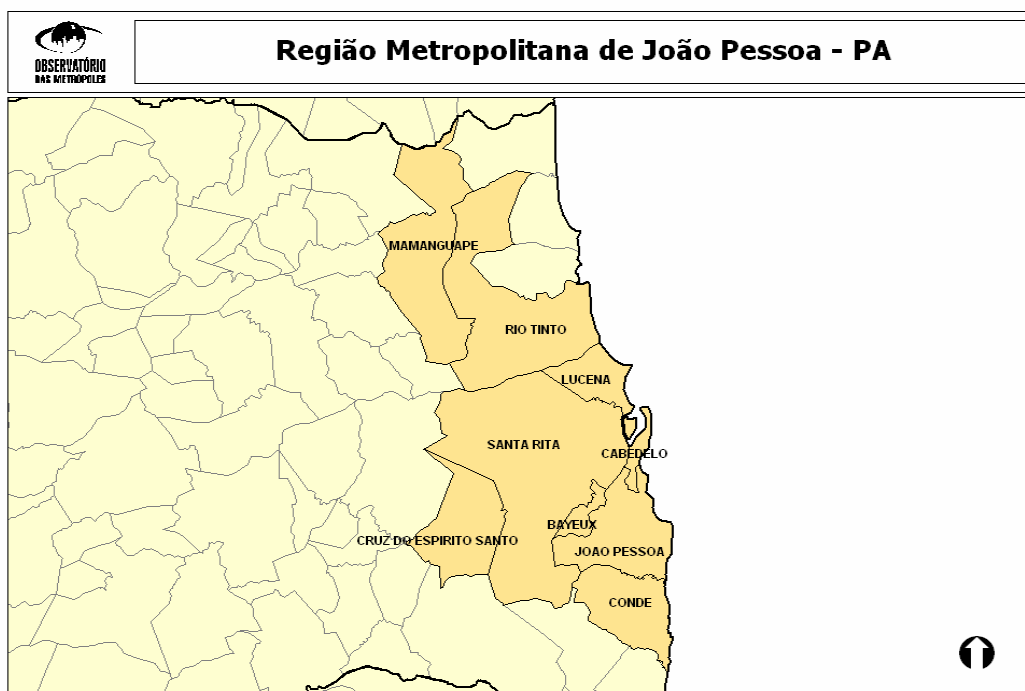 OBSERVATÓRIO
DAS METRÓPOLES
Região Metropolitana de João Pessoa - PA
MAMANGUAPE
RIO TINTO
LUCENA
SANTA RITA
CABEDELO
BAYEUX
CRUZ DO ESPIRITO SANTO
JOAO PESSOA
CONDE